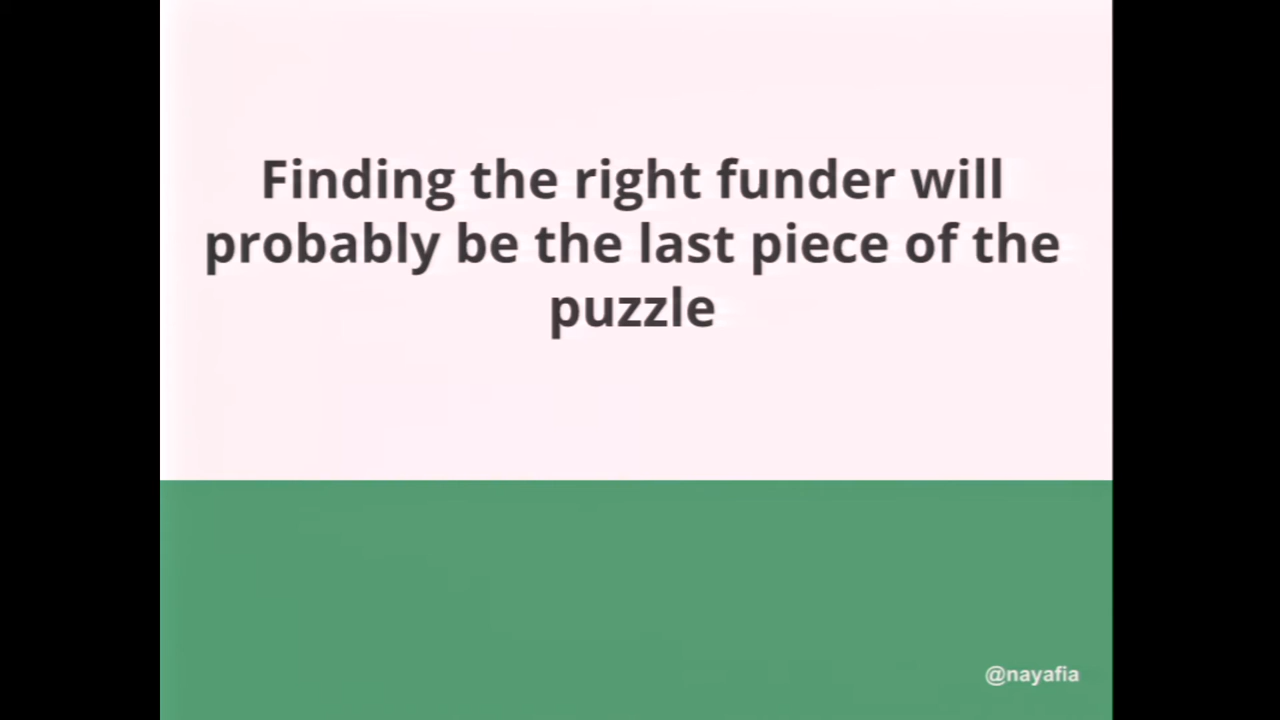 Finding the right funder will
probably be the last piece of the
puzzle
@nayafia